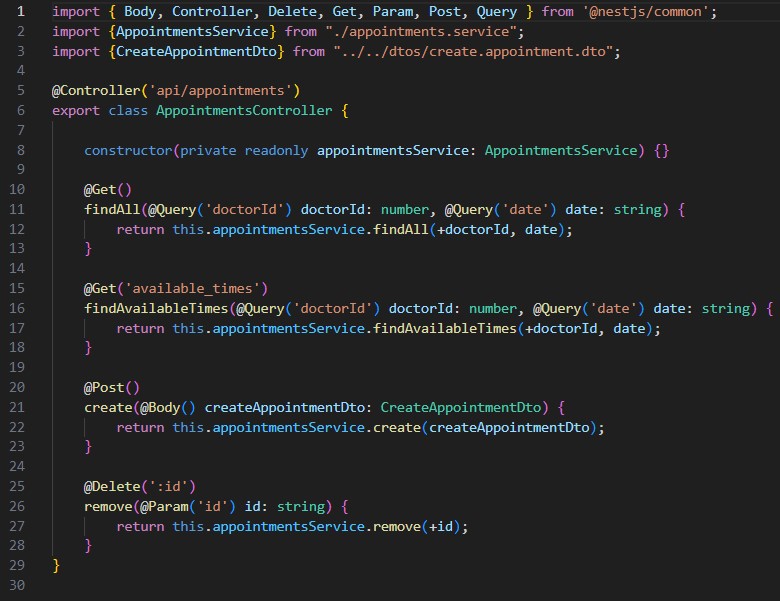 1 import { Body, Controller, Delete, Get, Param, Post, Query } from '@nestjs/common';
2 import {AppointmentsService} from "./appointments.service";
3 import {CreateAppointmentDto} from "../../dtos/create.appointment.dto";
4
5 @Controller('api/appointments')
6 export class AppointmentsController {
7
8     constructor(private readonly appointmentsService: AppointmentsService) {}
9
10     @Get()
11     findAll(@Query('doctorId') doctorId: number, @Query('date') date: string) {
12         return this.appointmentsService.findAll(+doctorId, date);
13     }
14
15     @Get('available_times')
16     findAvailableTimes(@Query('doctorId') doctorId: number, @Query('date') date: string) {
17         return this.appointmentsService.findAvailableTimes(+doctorId, date);
18     }
19
20     @Post()
21     create(@Body() createAppointmentDto: CreateAppointmentDto) {
22         return this.appointmentsService.create(createAppointmentDto);
23     }
24
25     @Delete(':id')
26     remove(@Param('id') id: string) {
27         return this.appointmentsService.remove(+id);
28     }
29 }
30